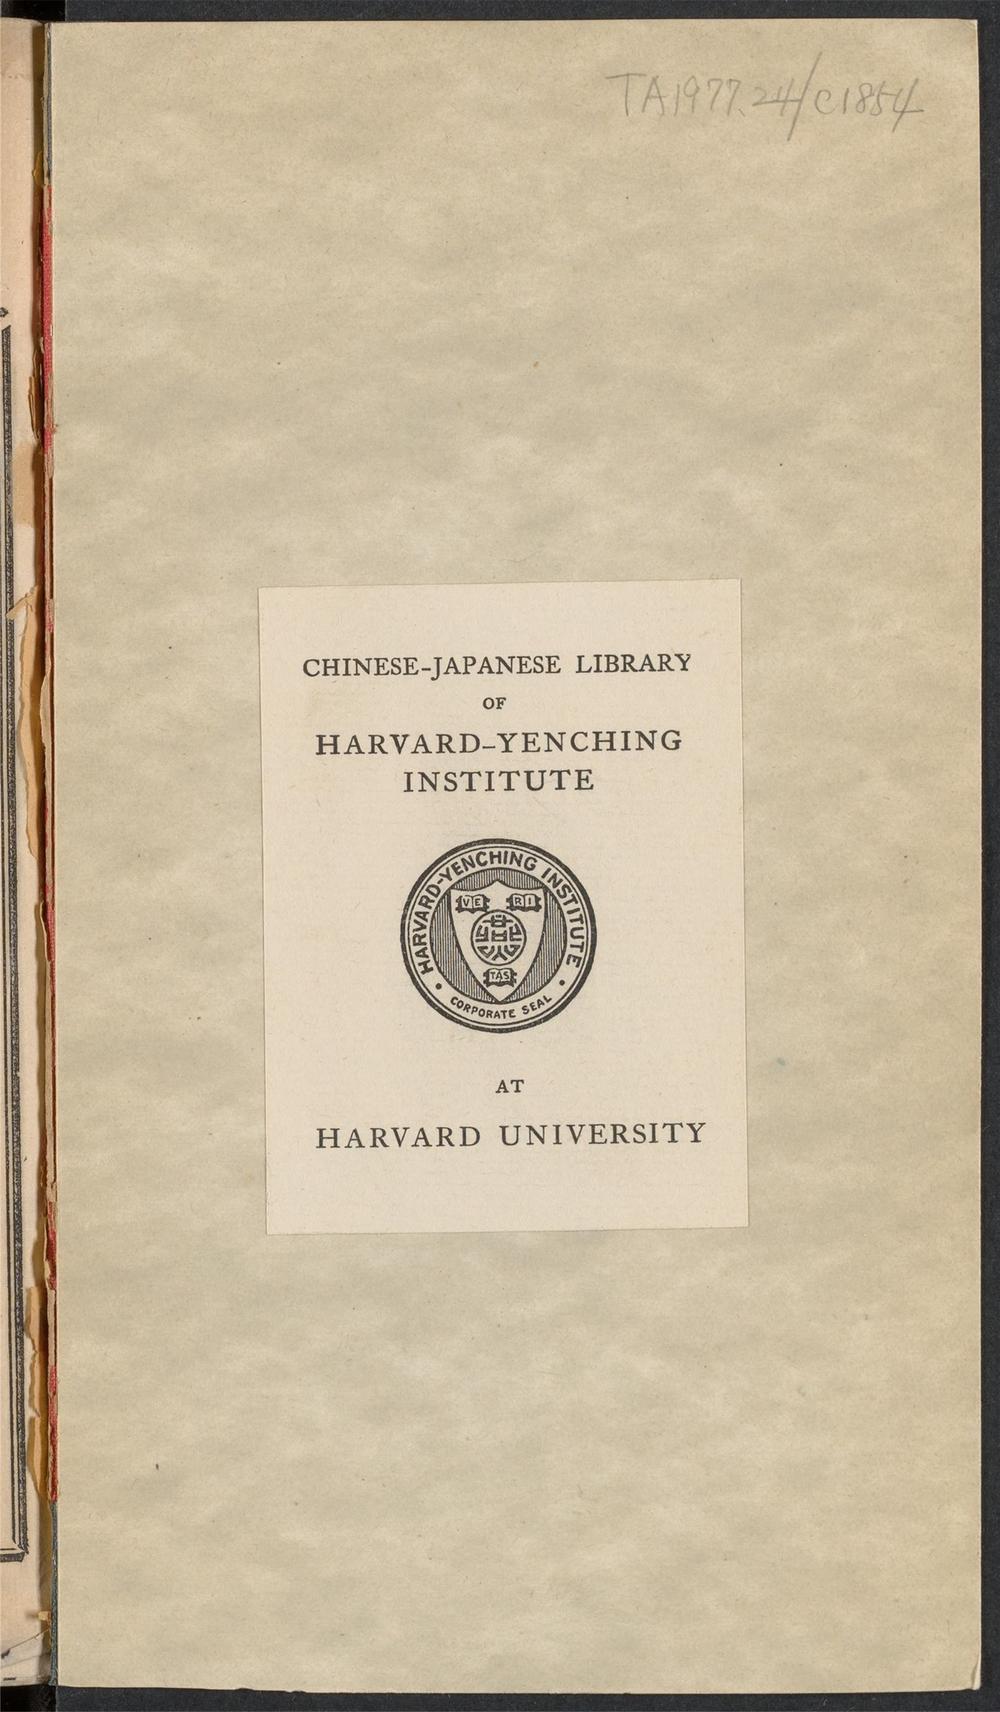 TA1977.24/C1854
CHINESE-JAPANESE LIBRARY
OF
HARVARD-YENCHING
INSTITUTE
HARVARD-YENCHING INSTITUTE
VE RI
TAS
• CORPORATE SEAL •
AT
HARVARD UNIVERSITY